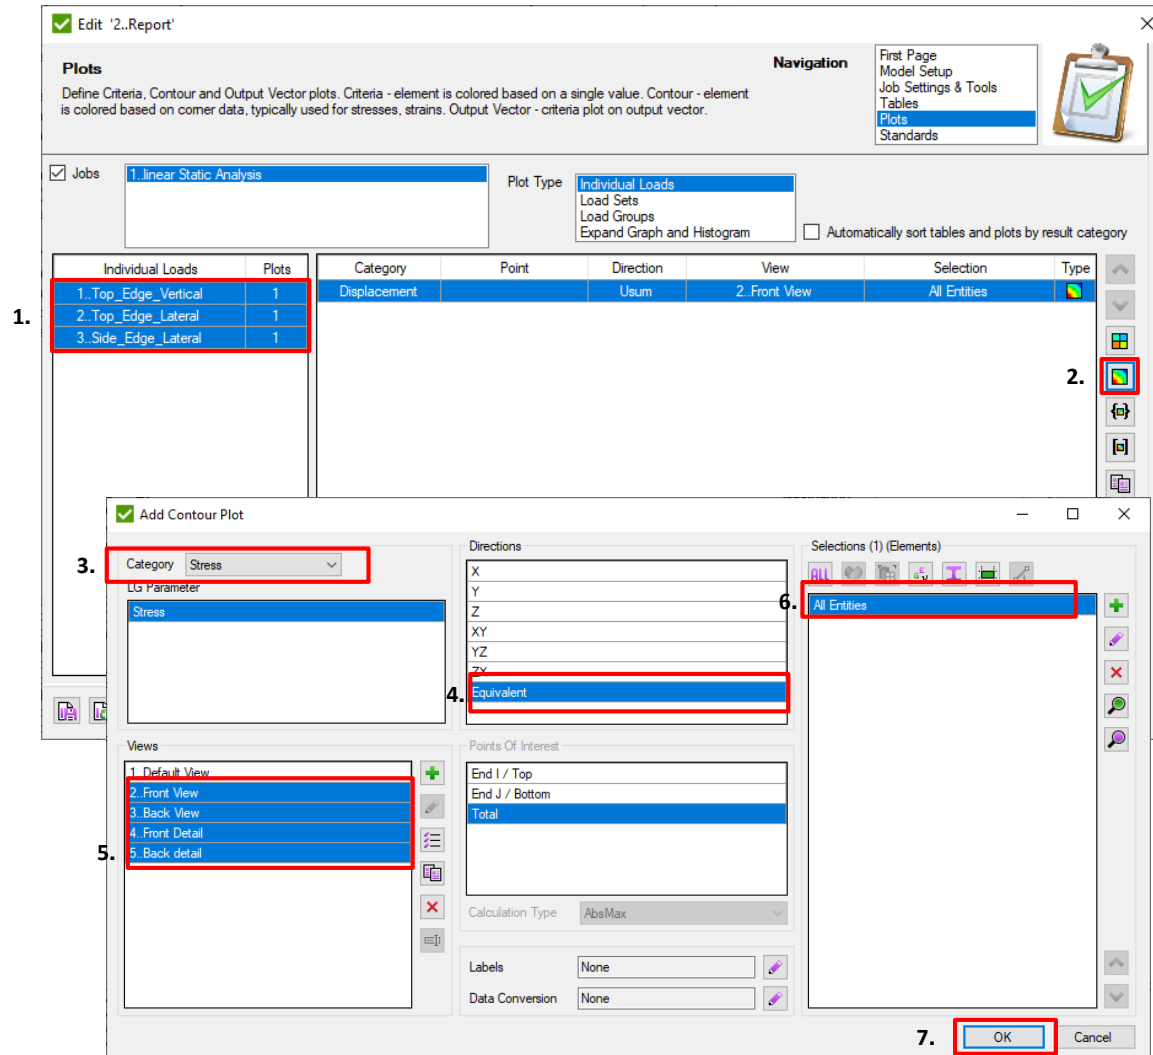 Edit '2..Report'
Plots
Define Criteria, Contour and Output Vector plots. Criteria - element is colored based on a single value. Contour - element
is colored based on corner data, typically used for stresses, strains. Output Vector - criteria plot on output vector.
Navigation
First Page
Model Setup
Job Settings & Tools
Tables
Plots
Standards
Jobs
1..linear Static Analysis
Plot Type
Individual Loads
Load Sets
Load Groups
Expand Graph and Histogram
Automatically sort tables and plots by result category
Individual Loads Plots
1..Top_Edge_Vertical 1
2..Top_Edge_Lateral 1
3..Side_Edge_Lateral 1
1.
Category Point Direction View Selection Type
Displacement Usum 2..Front View All Entities
2.
Add Contour Plot
3.
Category Stress
LG Parameter
Stress
Directions
X
Y
Z
XY
YZ
ZX
4.
Equivalent
Selections (1) (Elements)
ALL
6.
All Entities
Views
1..Default View
2..Front View
3..Back View
4..Front Detail
5..Back detail
5.
Points Of Interest
End I / Top
End J / Bottom
Total
Calculation Type AbsMax
Labels None
Data Conversion None
7.
OK
Cancel